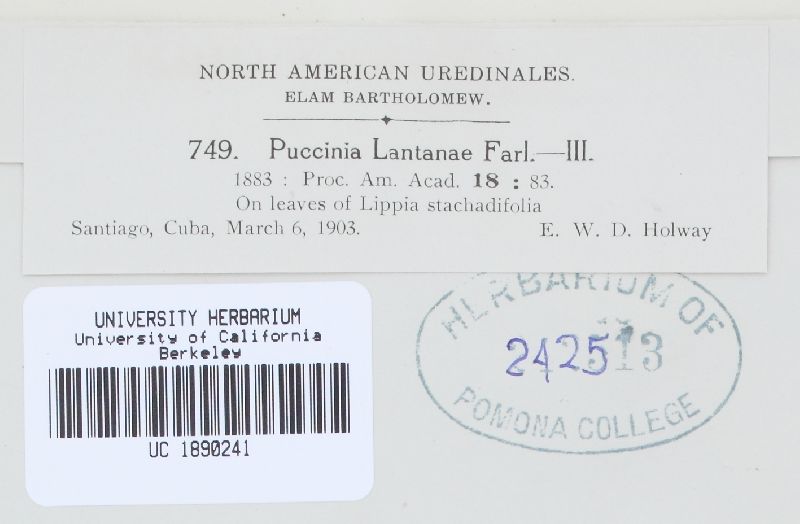 NORTH AMERICAN UREDINALES.
ELAM BARTHOLOMEW.
749. Puccinia Lantanae Farl.—III.
1883 : Proc. Am. Acad. 18 : 83.
On leaves of Lippia stachadifolia
Santiago, Cuba, March 6, 1903. E. W. D. Holway
UNIVERSITY HERBARIUM
University of California
Berkeley
UC 1890241
HERBARIUM OF
POMONA COLLEGE